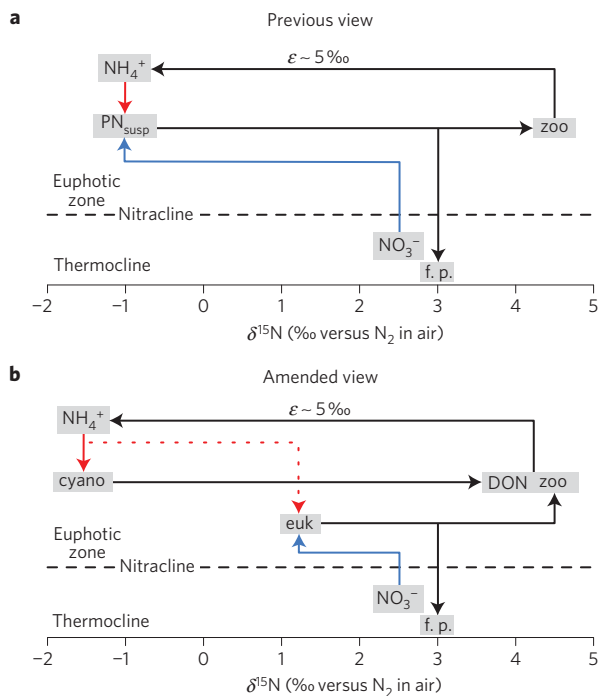 a
Previous view
ε ~ 5‰
NH₄⁺
PN_susp
zoo
Euphotic
zone
Nitracline
NO₃⁻
Thermocline
f. p.
−2 −1 0 1 2 3 4 5
δ¹⁵N (‰ versus N₂ in air)
b
Amended view
ε ~ 5‰
NH₄⁺
cyano
DON zoo
euk
Euphotic
zone
Nitracline
NO₃⁻
Thermocline
f. p.
−2 −1 0 1 2 3 4 5
δ¹⁵N (‰ versus N₂ in air)